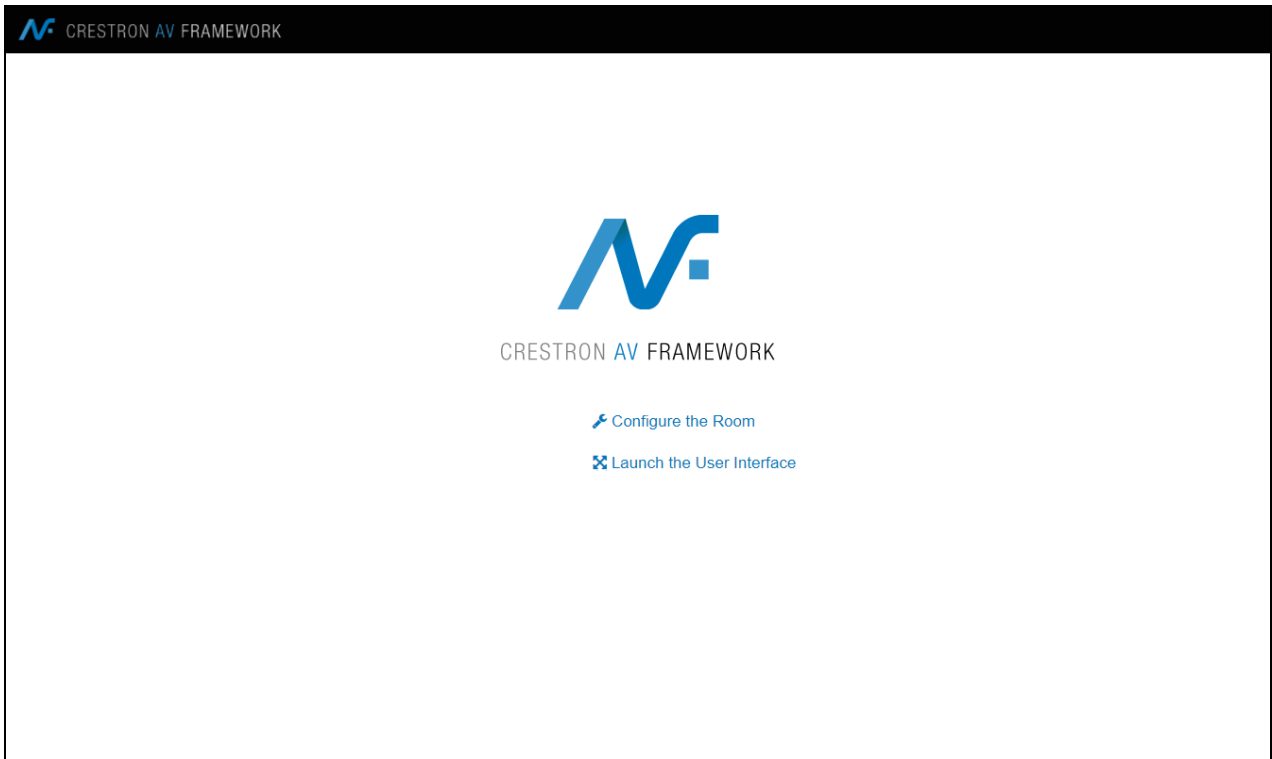 CRESTRON AV FRAMEWORK
CRESTRON AV FRAMEWORK
Configure the Room
Launch the User Interface